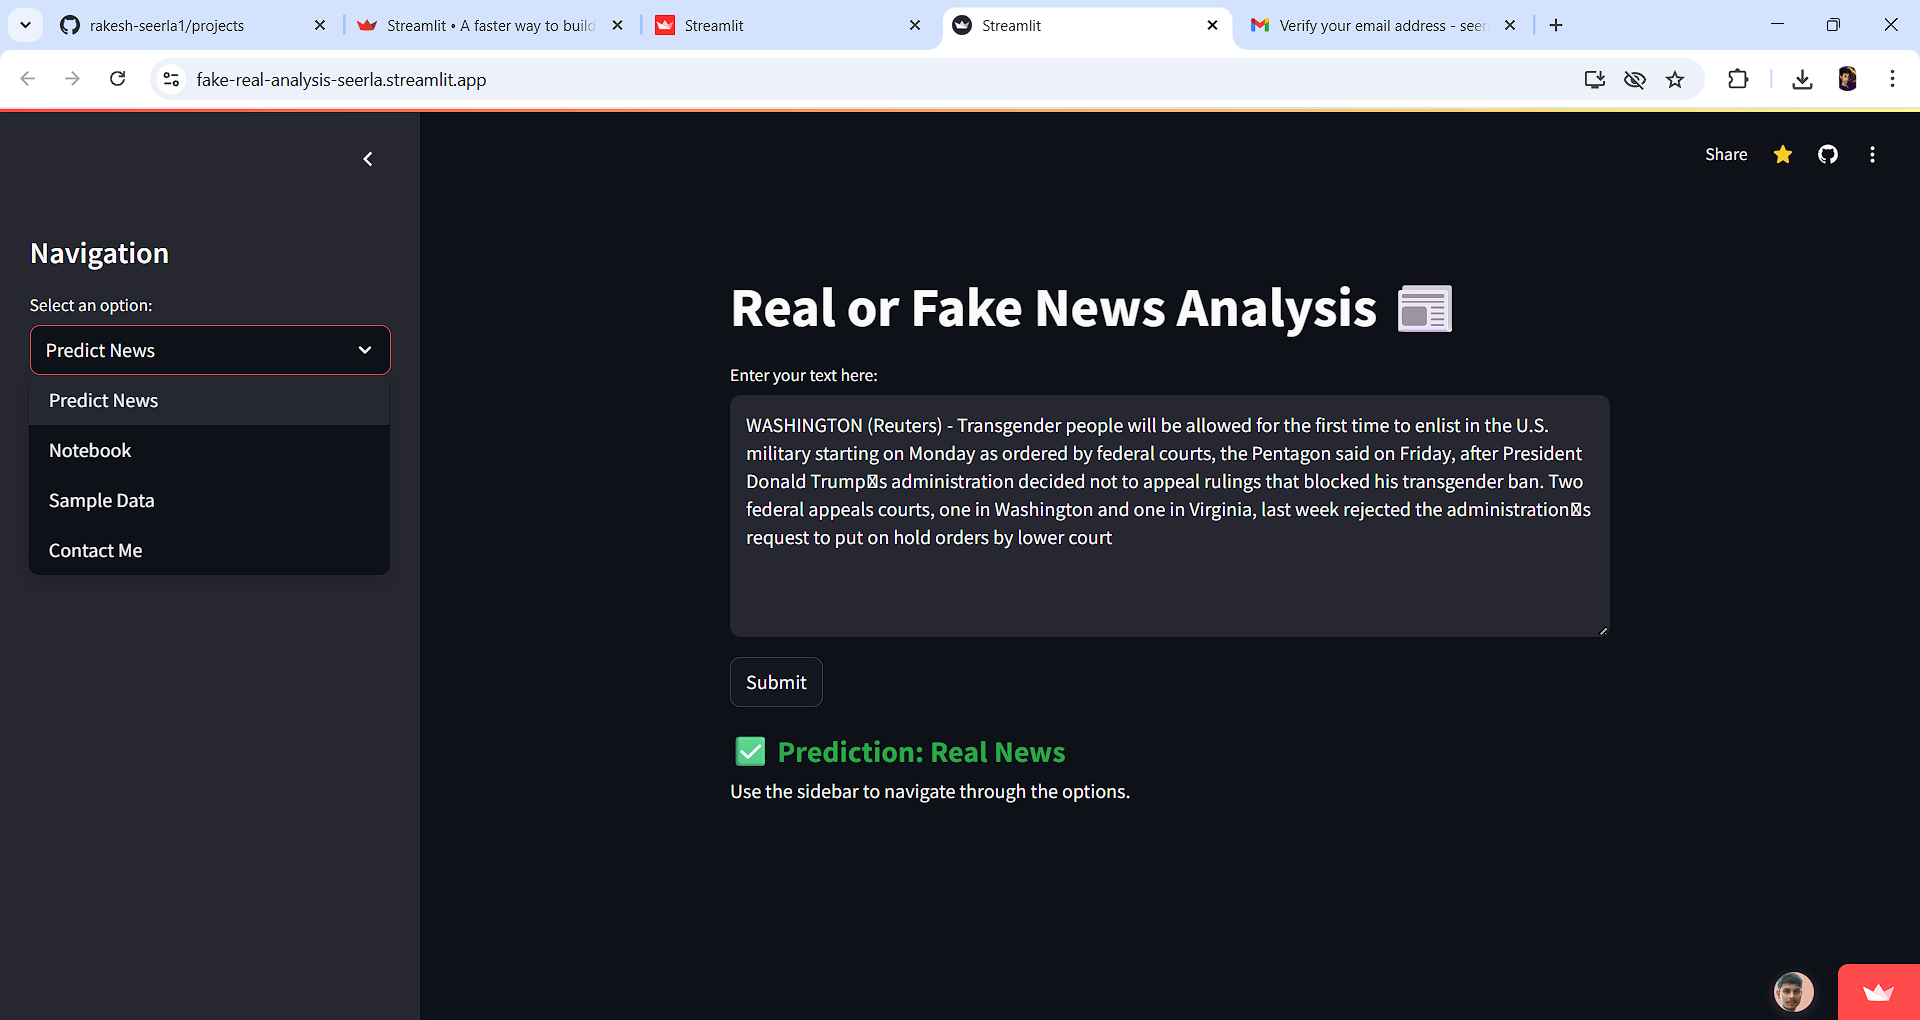 rakesh-seerla1/projects
Streamlit • A faster way to build
Streamlit
Streamlit
Verify your email address - seer
fake-real-analysis-seerla.streamlit.app
Share
Navigation
Select an option:
Predict News
Predict News
Notebook
Sample Data
Contact Me
Real or Fake News Analysis
Enter your text here:
WASHINGTON (Reuters) - Transgender people will be allowed for the first time to enlist in the U.S.
military starting on Monday as ordered by federal courts, the Pentagon said on Friday, after President
Donald Trump�s administration decided not to appeal rulings that blocked his transgender ban. Two
federal appeals courts, one in Washington and one in Virginia, last week rejected the administration�s
request to put on hold orders by lower court
Submit
Prediction: Real News
Use the sidebar to navigate through the options.